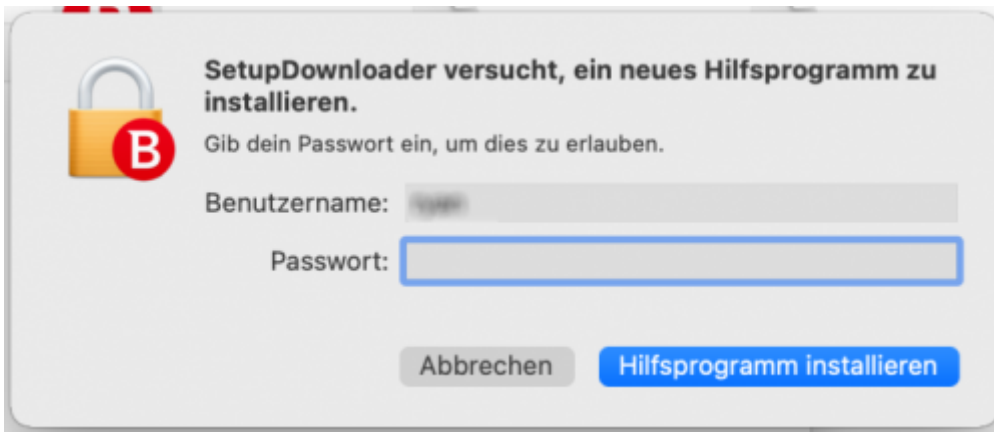 SetupDownloader versucht, ein neues Hilfsprogramm zu
installieren.
Gib dein Passwort ein, um dies zu erlauben.
Benutzername:
Passwort:
Abbrechen Hilfsprogramm installieren
B